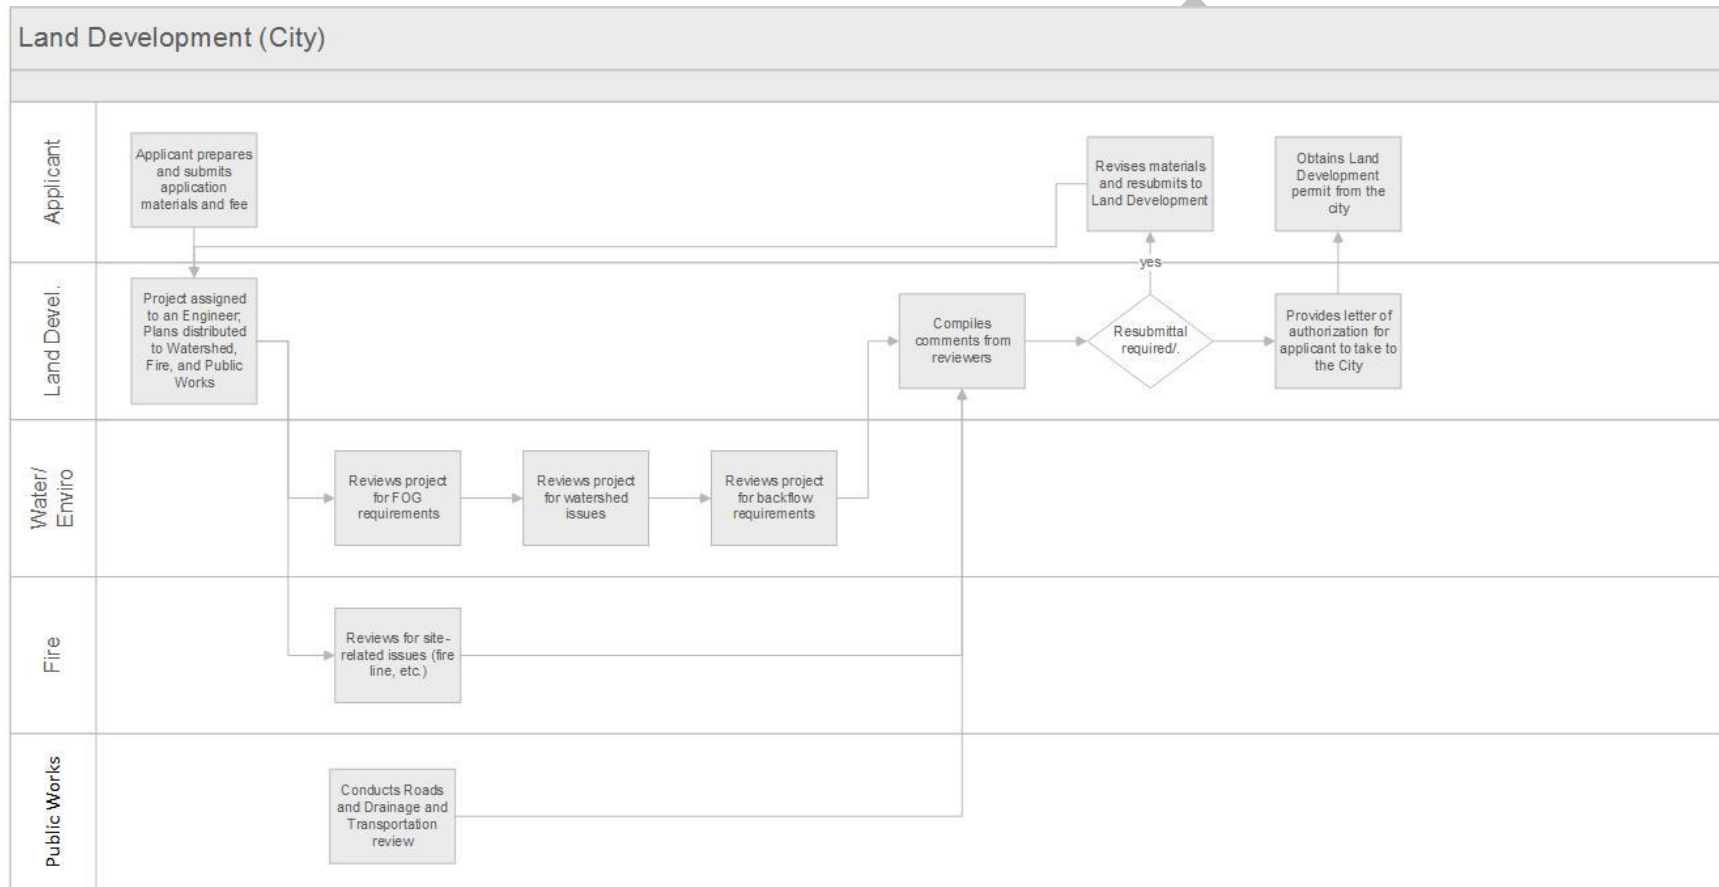 Land Development (City)
Applicant
Applicant prepares
and submits
application
materials and fee
Revises materials
and resubmits to
Land Development
Obtains Land
Development
permit from the
city
yes
Land Devel.
Project assigned
to an Engineer;
Plans distributed
to Watershed,
Fire, and Public
Works
Compiles
comments from
reviewers
Resubmittal
required/.
Provides letter of
authorization for
applicant to take to
the City
Water/
Enviro
Reviews project
for FOG
requirements
Reviews project
for watershed
issues
Reviews project
for backflow
requirements
Fire
Reviews for site-
related issues (fire
line, etc.)
Public Works
Conducts Roads
and Drainage and
Transportation
review